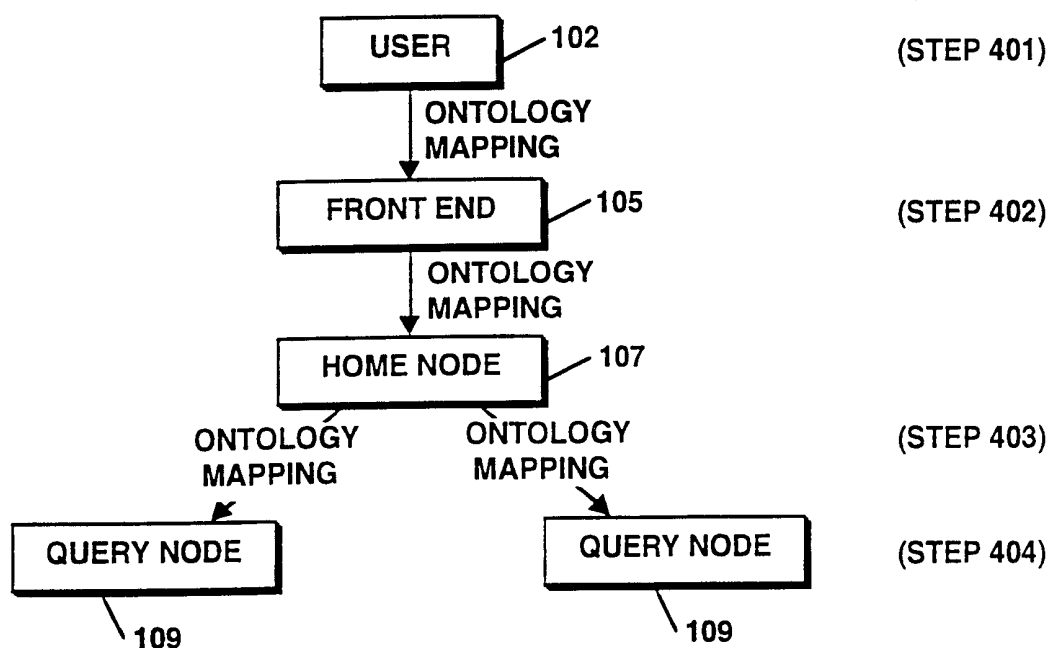 USER
102
(STEP 401)
ONTOLOGY
MAPPING
FRONT END
105
(STEP 402)
ONTOLOGY
MAPPING
HOME NODE
107
ONTOLOGY
MAPPING
ONTOLOGY
MAPPING
(STEP 403)
QUERY NODE
QUERY NODE
(STEP 404)
109
109